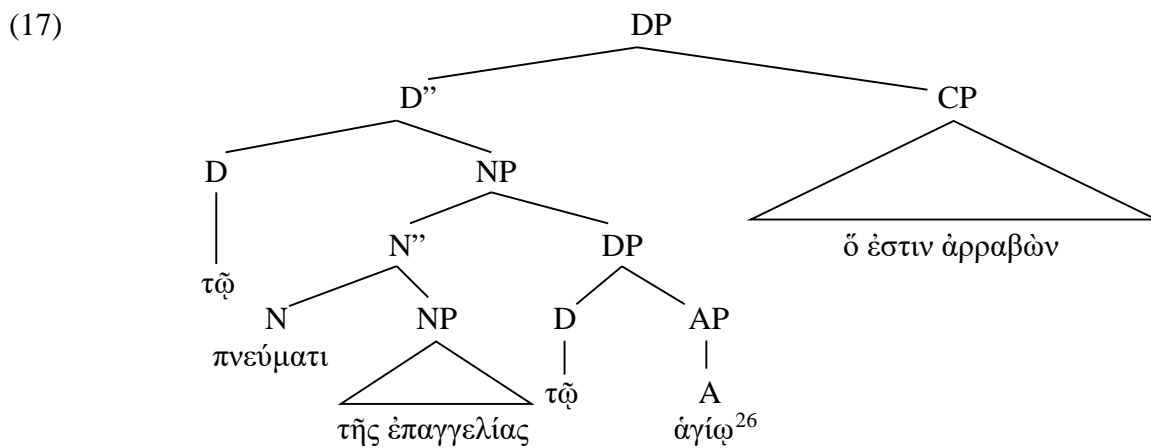 (17) DP
D” CP
D NP
N” DP ὅ ἐστιν ἀρραβὼν
τῷ
N NP D AP
πνεύματι
τῷ A
τῆς ἐπαγγελίας ἁγίῳ26